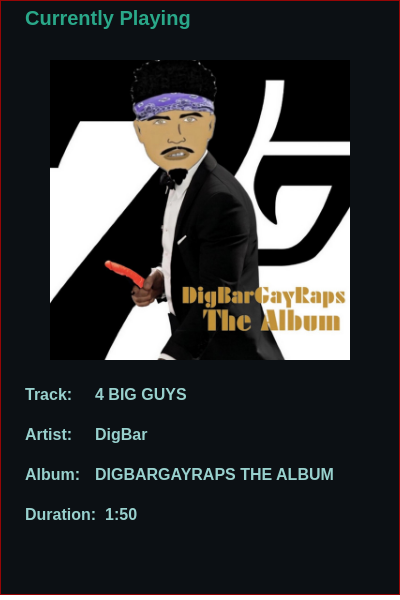 Currently Playing
DigBarGayRaps
The Album
Track: 4 BIG GUYS
Artist: DigBar
Album: DIGBARGAYRAPS THE ALBUM
Duration: 1:50